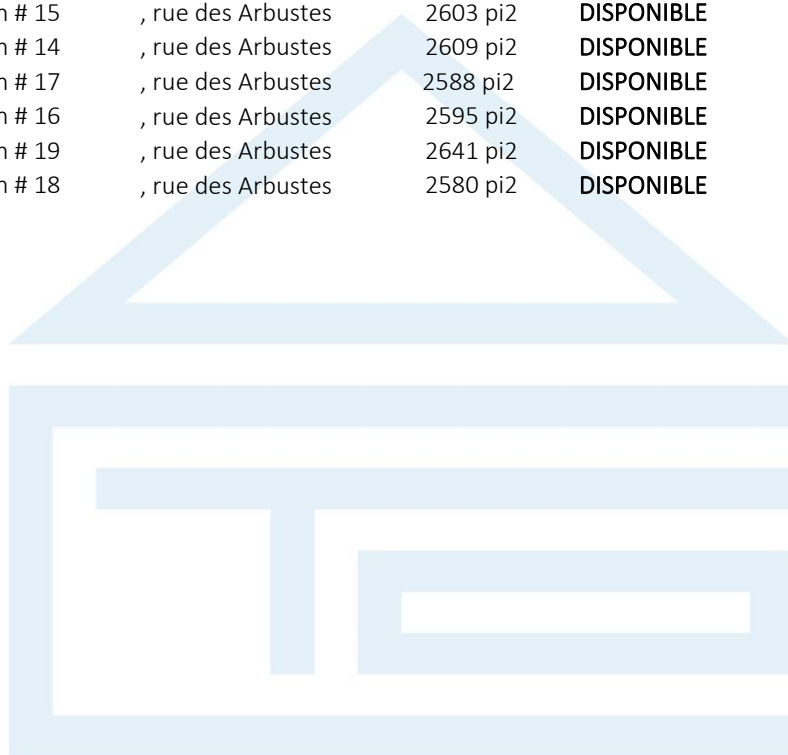 n # 15 , rue des Arbustes 2603 pi2 DISPONIBLE
n # 14 , rue des Arbustes 2609 pi2 DISPONIBLE
n # 17 , rue des Arbustes 2588 pi2 DISPONIBLE
n # 16 , rue des Arbustes 2595 pi2 DISPONIBLE
n # 19 , rue des Arbustes 2641 pi2 DISPONIBLE
n # 18 , rue des Arbustes 2580 pi2 DISPONIBLE